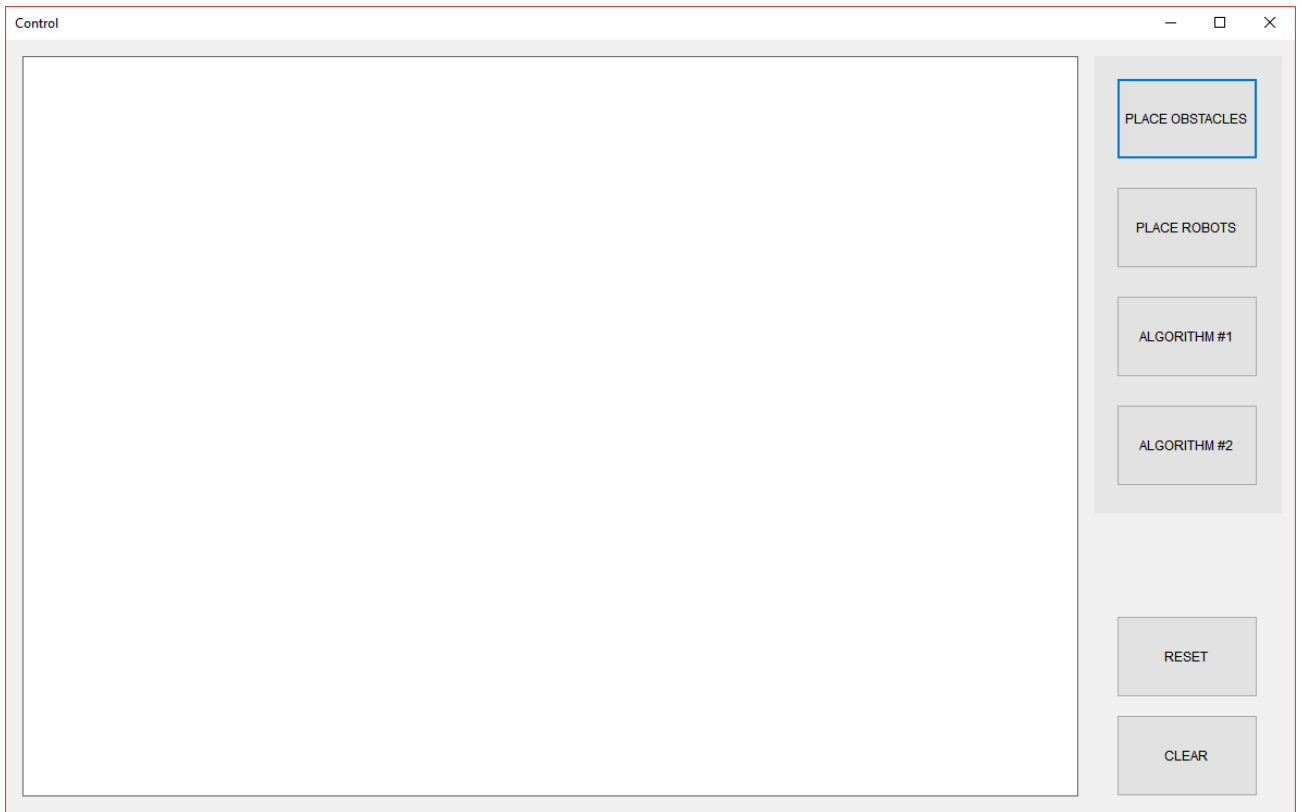 Control
PLACE OBSTACLES
PLACE ROBOTS
ALGORITHM #1
ALGORITHM #2
RESET
CLEAR